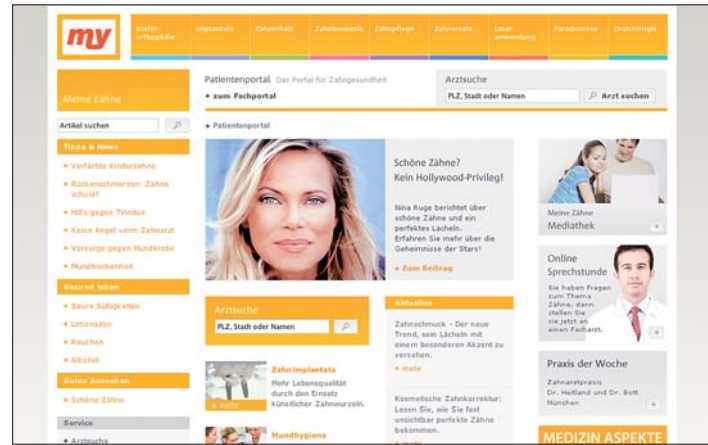 my
Kiefer-
orthopädie
Implantate
Zahnerhalt
Zahnkosmetik
Zahnpflege
Zahnersatz
Laser-
anwendung
Parodontose
Oralchirurgie
Meine Zähne
Patientenportal Das Portal für Zahngesundheit
+ zum Fachportal
Arztsuche
PLZ, Stadt oder Namen
Arzt suchen
Artikel suchen
+ Patientenportal
Tipps & News
+ Verfärbte Kinderzähne
+ Rückenschmerzen: Zähne
schuld?
+ Hilfe gegen Tinnitus
+ Keine Angst vorm Zahnarzt
+ Vorsorge gegen Mundkrebs
+ Mundtrockenheit
Gesund leben
+ Saure Süßigkeiten
+ Limonaden
+ Rauchen
+ Alkohol
Gutes Aussehen
+ Schöne Zähne
Service
+ Arztsuche
Schöne Zähne?
Kein Hollywood-Privileg!
Nina Ruge berichtet über
schöne Zähne und ein
perfektes Lächeln.
Erfahren Sie mehr über die
Geheimnisse der Stars!
+ Zum Beitrag
Arztsuche
PLZ, Stadt oder Namen
Zahnimplantate
Mehr Lebensqualität
durch den Einsatz
künstlicher Zahnwurzeln.
+ mehr
Mundhygiene
Aktuelles
Zahnschmuck - Der neue
Trend, sein Lächeln mit
einem besonderen Akzent zu
versehen.
+ mehr
Kosmetische Zahnkorrektur:
Lesen Sie, wie Sie fast
unsichtbar perfekte Zähne
bekommen.
+ mehr
Meine Zähne
Mediathek
Online
Sprechstunde
Sie haben Fragen
zum Thema
Zähne, dann
stellen Sie
sie jetzt an
einen Facharzt.
Praxis der Woche
Zahnarztpraxis
Dr. Heitland und Dr. Bott
München
MEDIZIN ASPEKTE